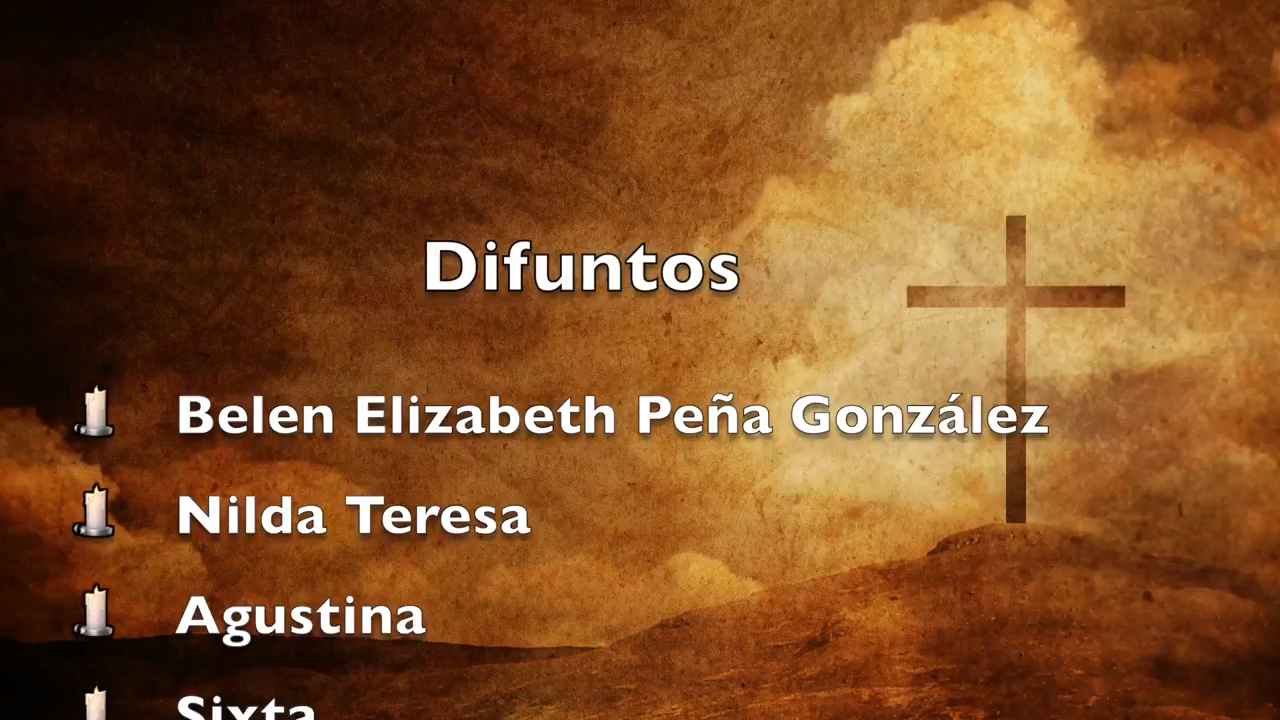 Difuntos
Belen Elizabeth Peña González
Nilda Teresa
Agustina
Sixta